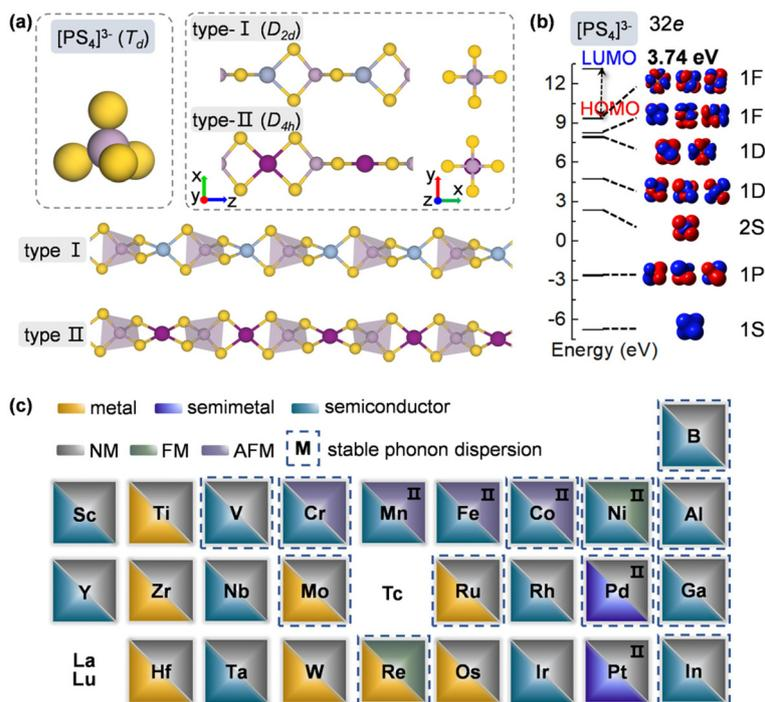 (a)
[PS₄]³⁻ (T_d)
type-Ⅰ (D₂d)
type-Ⅱ (D₄h)
x
y
z
y
z
x
type Ⅰ
type Ⅱ
(b)
[PS₄]³⁻ 32e
LUMO 3.74 eV
HOMO
12
9
6
3
0
-3
-6
1F
1F
1D
1D
2S
1P
1S
Energy (eV)
(c)
metal semimetal semiconductor
NM FM AFM M stable phonon dispersion
B
Sc Ti V Cr Mn Ⅱ Fe Ⅱ Co Ⅱ Ni Ⅱ Al
Y Zr Nb Mo Tc Ru Rh Pd Ⅱ Ga
La
Lu
Hf Ta W Re Os Ir Pt Ⅱ In